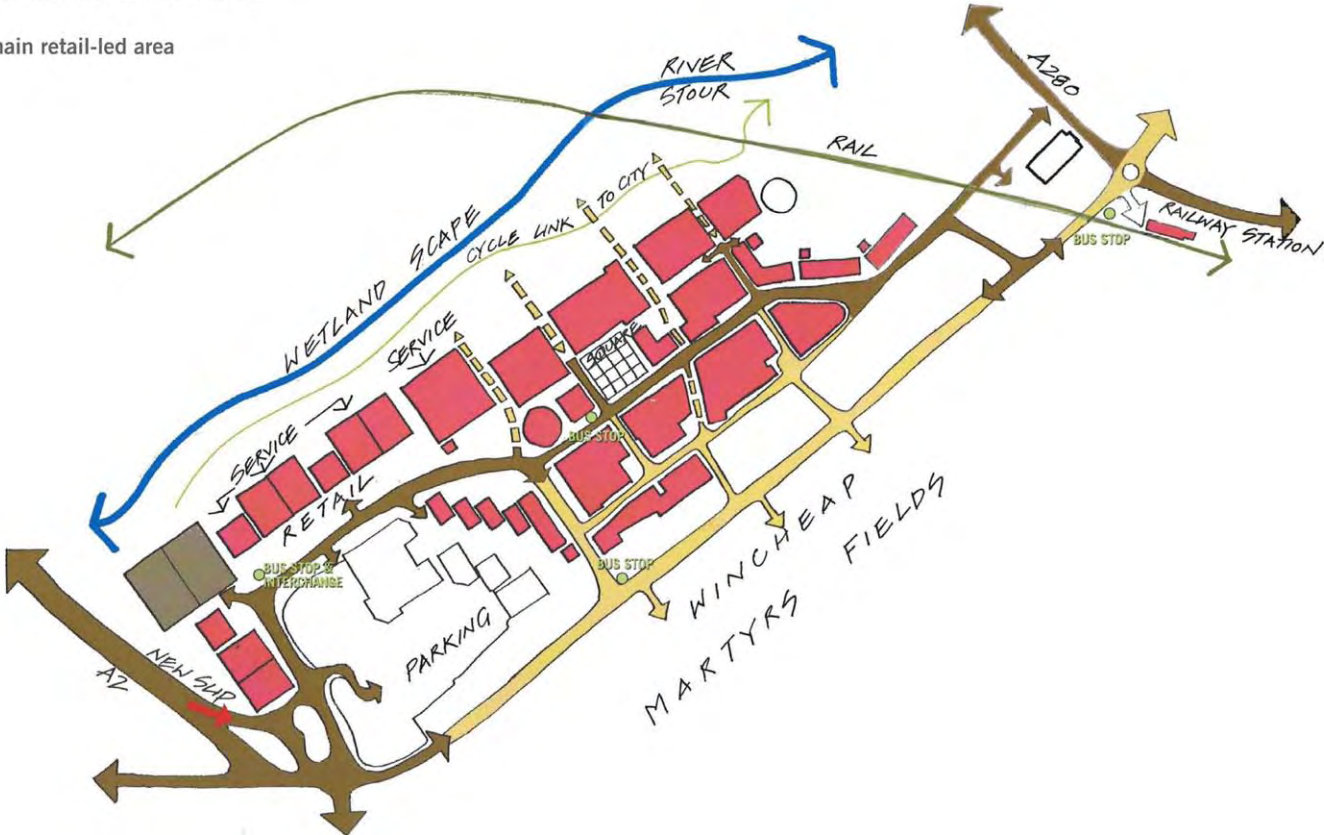 main retail-led area
RIVER
STOUR
A280
RAIL
RAILWAY STATION
BUS STOP
WETLAND SCAPE
CYCLE LINK TO CITY
SERVICE
SQUARE
BUS STOP
SERVICE
RETAIL
BUS STOP &
INTERCHANGE
BUS STOP
WINCHEAP
MARTYRS FIELDS
PARKING
NEW SLIP
A2